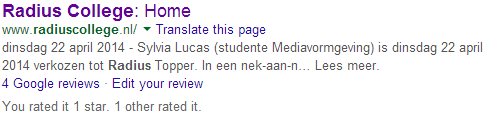 Radius College: Home
www.radiuscollege.nl/ ▼ Translate this page
dinsdag 22 april 2014 - Sylvia Lucas (studente Mediavormgeving) is dinsdag 22 april
2014 verkozen tot Radius Topper. In een nek-aan-n... Lees meer.
4 Google reviews · Edit your review
You rated it 1 star. 1 other rated it.